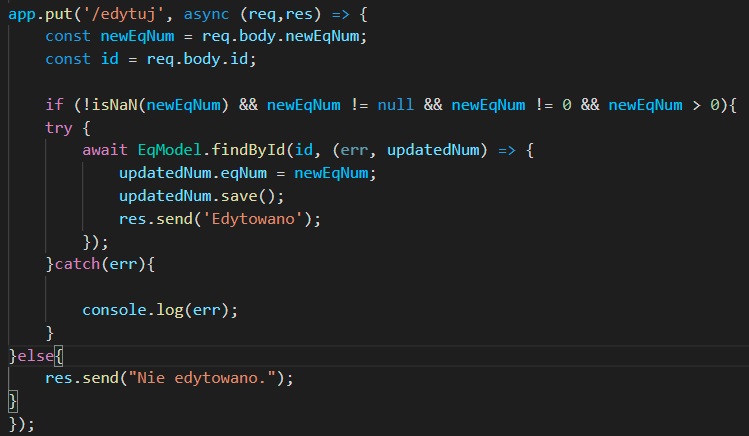 app.put('/edytuj', async (req,res) => {
const newEqNum = req.body.newEqNum;
const id = req.body.id;
if (!isNaN(newEqNum) && newEqNum != null && newEqNum != 0 && newEqNum > 0){
try {
await EqModel.findById(id, (err, updatedNum) => {
updatedNum.eqNum = newEqNum;
updatedNum.save();
res.send('Edytowano');
});
}catch(err){
console.log(err);
}
}else{
res.send("Nie edytowano.");
}
});